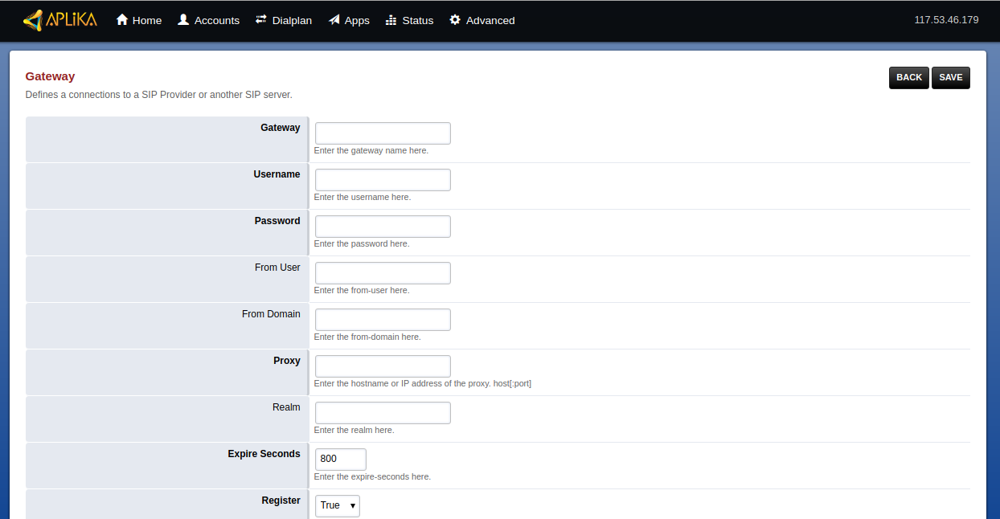 APLiKA Home Accounts Dialplan Apps Status Advanced 117.53.46.179
Gateway BACK SAVE
Defines a connections to a SIP Provider or another SIP server.
Gateway
Enter the gateway name here.
Username
Enter the username here.
Password
Enter the password here.
From User
Enter the from-user here.
From Domain
Enter the from-domain here.
Proxy
Enter the hostname or IP address of the proxy. host[:port]
Realm
Enter the realm here.
Expire Seconds 800
Enter the expire-seconds here.
Register True